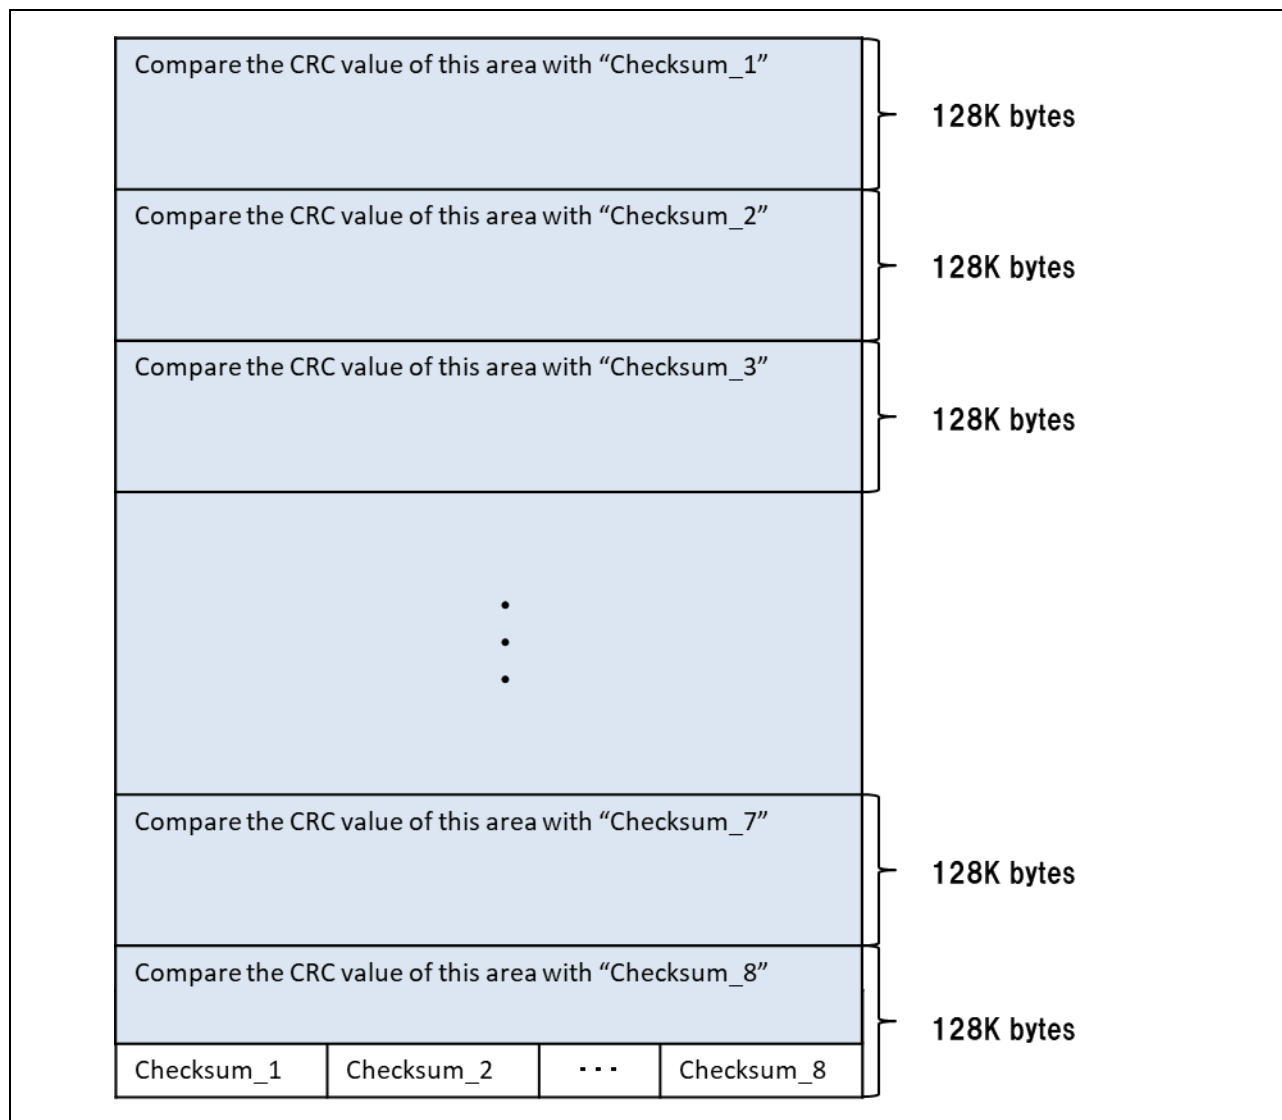 Compare the CRC value of this area with “Checksum_1”
128K bytes
Compare the CRC value of this area with “Checksum_2”
128K bytes
Compare the CRC value of this area with “Checksum_3”
128K bytes
Compare the CRC value of this area with “Checksum_7”
128K bytes
Compare the CRC value of this area with “Checksum_8”
128K bytes
Checksum_1 Checksum_2 ··· Checksum_8